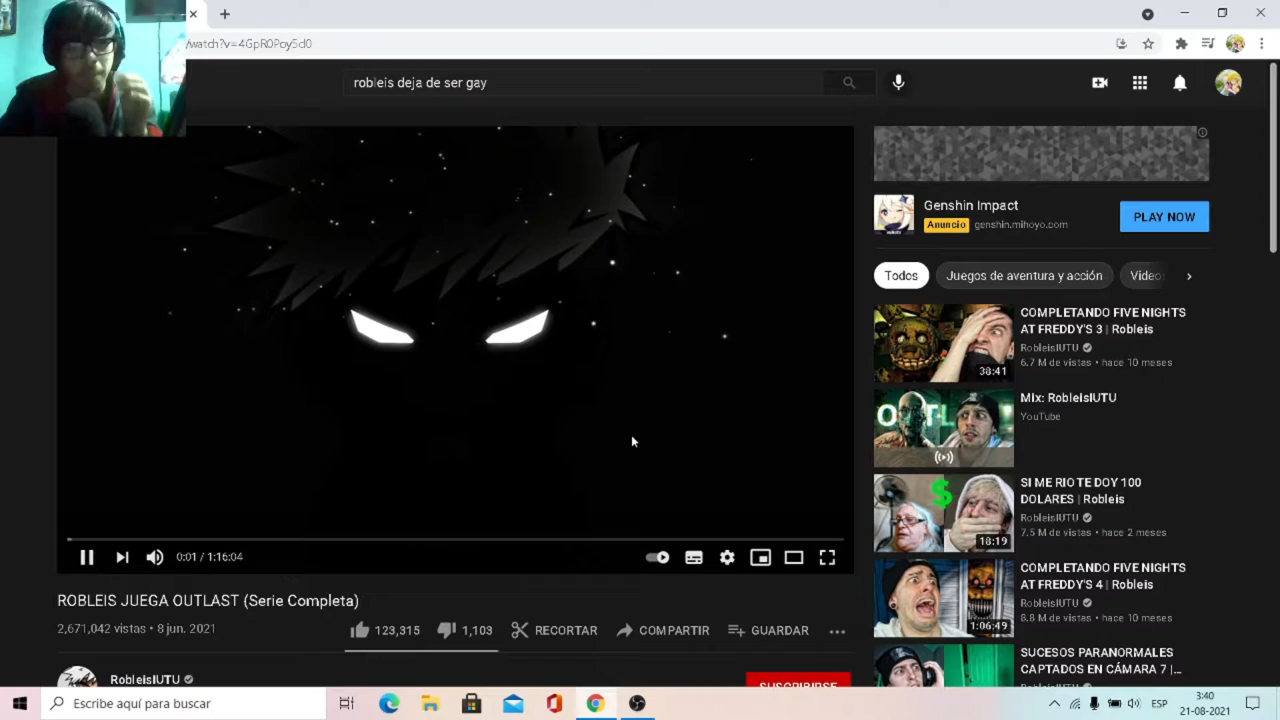 /watch?v=4GpR0Poy5d0
robleis deja de ser gay
0:01 / 1:16:04
ROBLEIS JUEGA OUTLAST (Serie Completa)
2,671,042 vistas • 8 jun. 2021
123,315
1,103
RECORTAR
COMPARTIR
GUARDAR
RobleisIUTU
SUSCRIBIRSE
Genshin Impact
Anuncio genshin.mihoyo.com
PLAY NOW
Todos
Juegos de aventura y acción
Video
COMPLETANDO FIVE NIGHTS
AT FREDDY'S 3 | Robleis
RobleisIUTU
6.7 M de vistas • hace 10 meses
38:41
Mix: RobleisIUTU
YouTube
SI ME RIO TE DOY 100
DOLARES | Robleis
RobleisIUTU
7.5 M de vistas • hace 2 meses
18:19
COMPLETANDO FIVE NIGHTS
AT FREDDY'S 4 | Robleis
RobleisIUTU
8.8 M de vistas • hace 10 meses
1:06:49
SUCESOS PARANORMALES
CAPTADOS EN CÁMARA 7 |...
Escribe aquí para buscar
ESP
3:40
21-08-2021